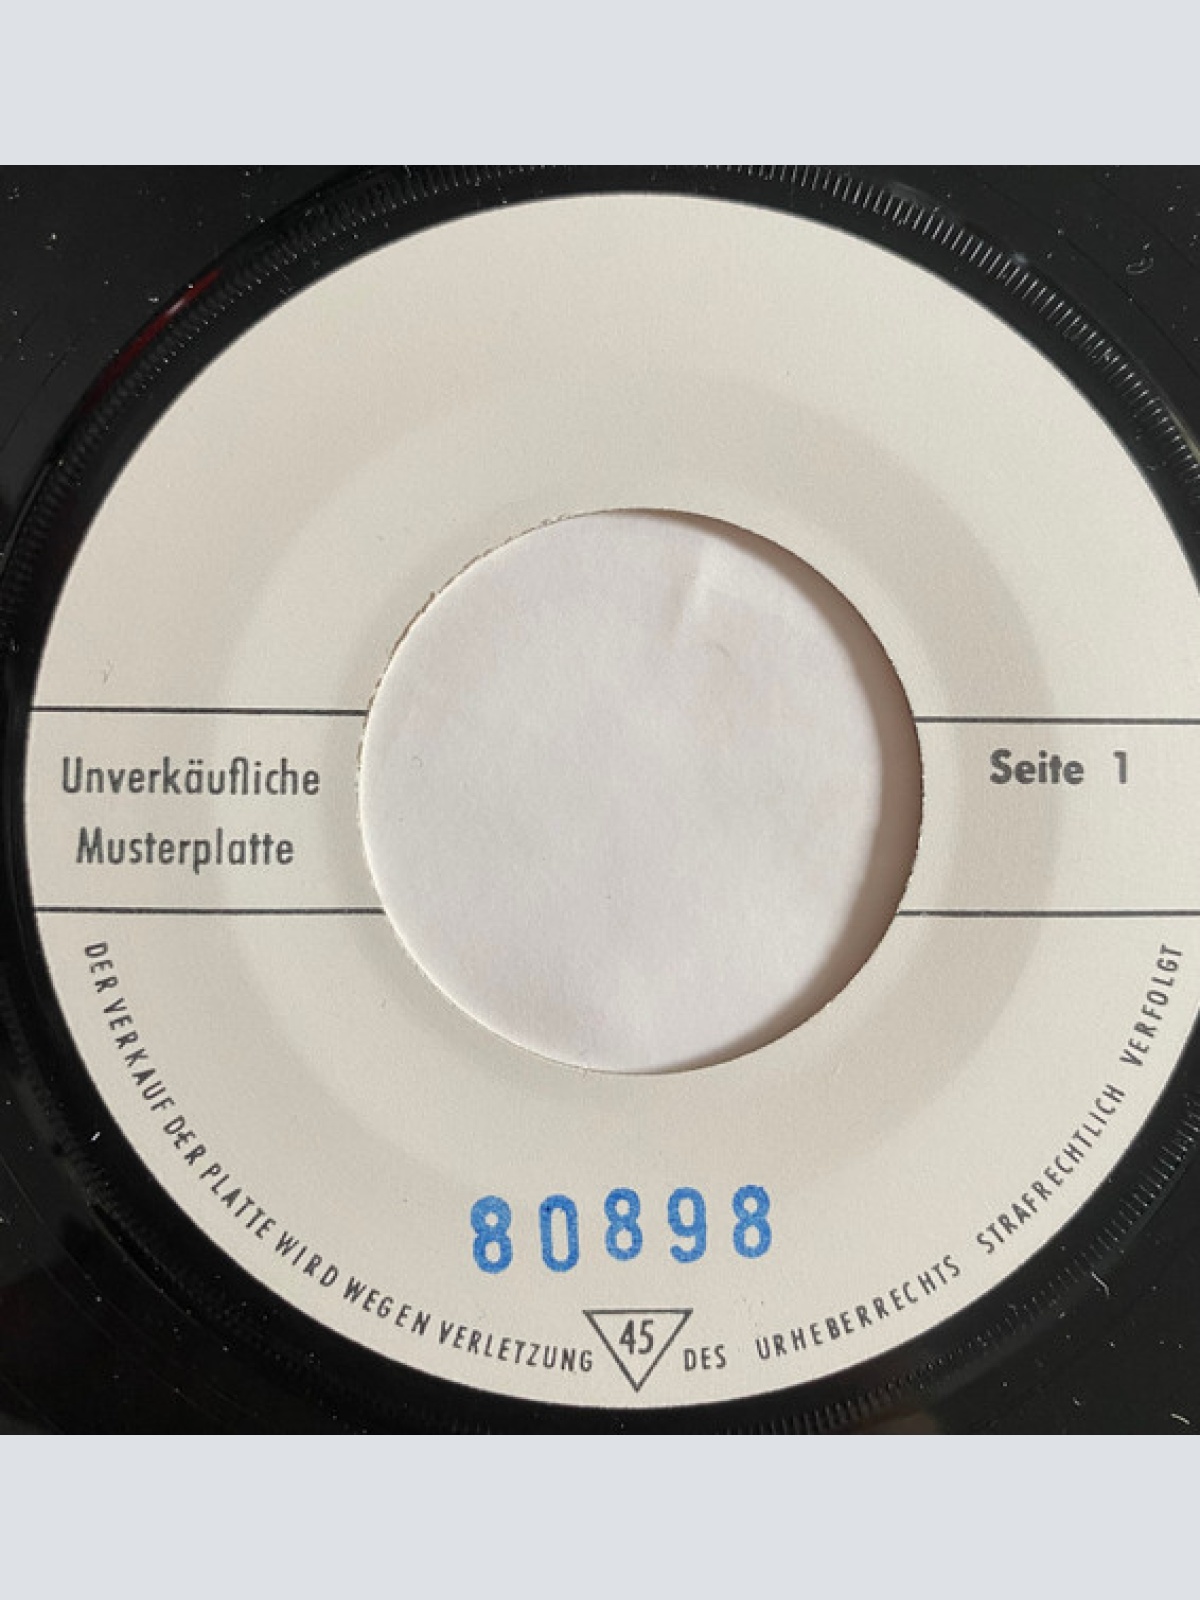 Unverkäufliche
Musterplatte
Seite 1
80898
45
DER VERKAUF DER PLATTE WIRD WEGEN VERLETZUNG DES URHEBERRECHTS STRAFRECHTLICH VERFOLGT